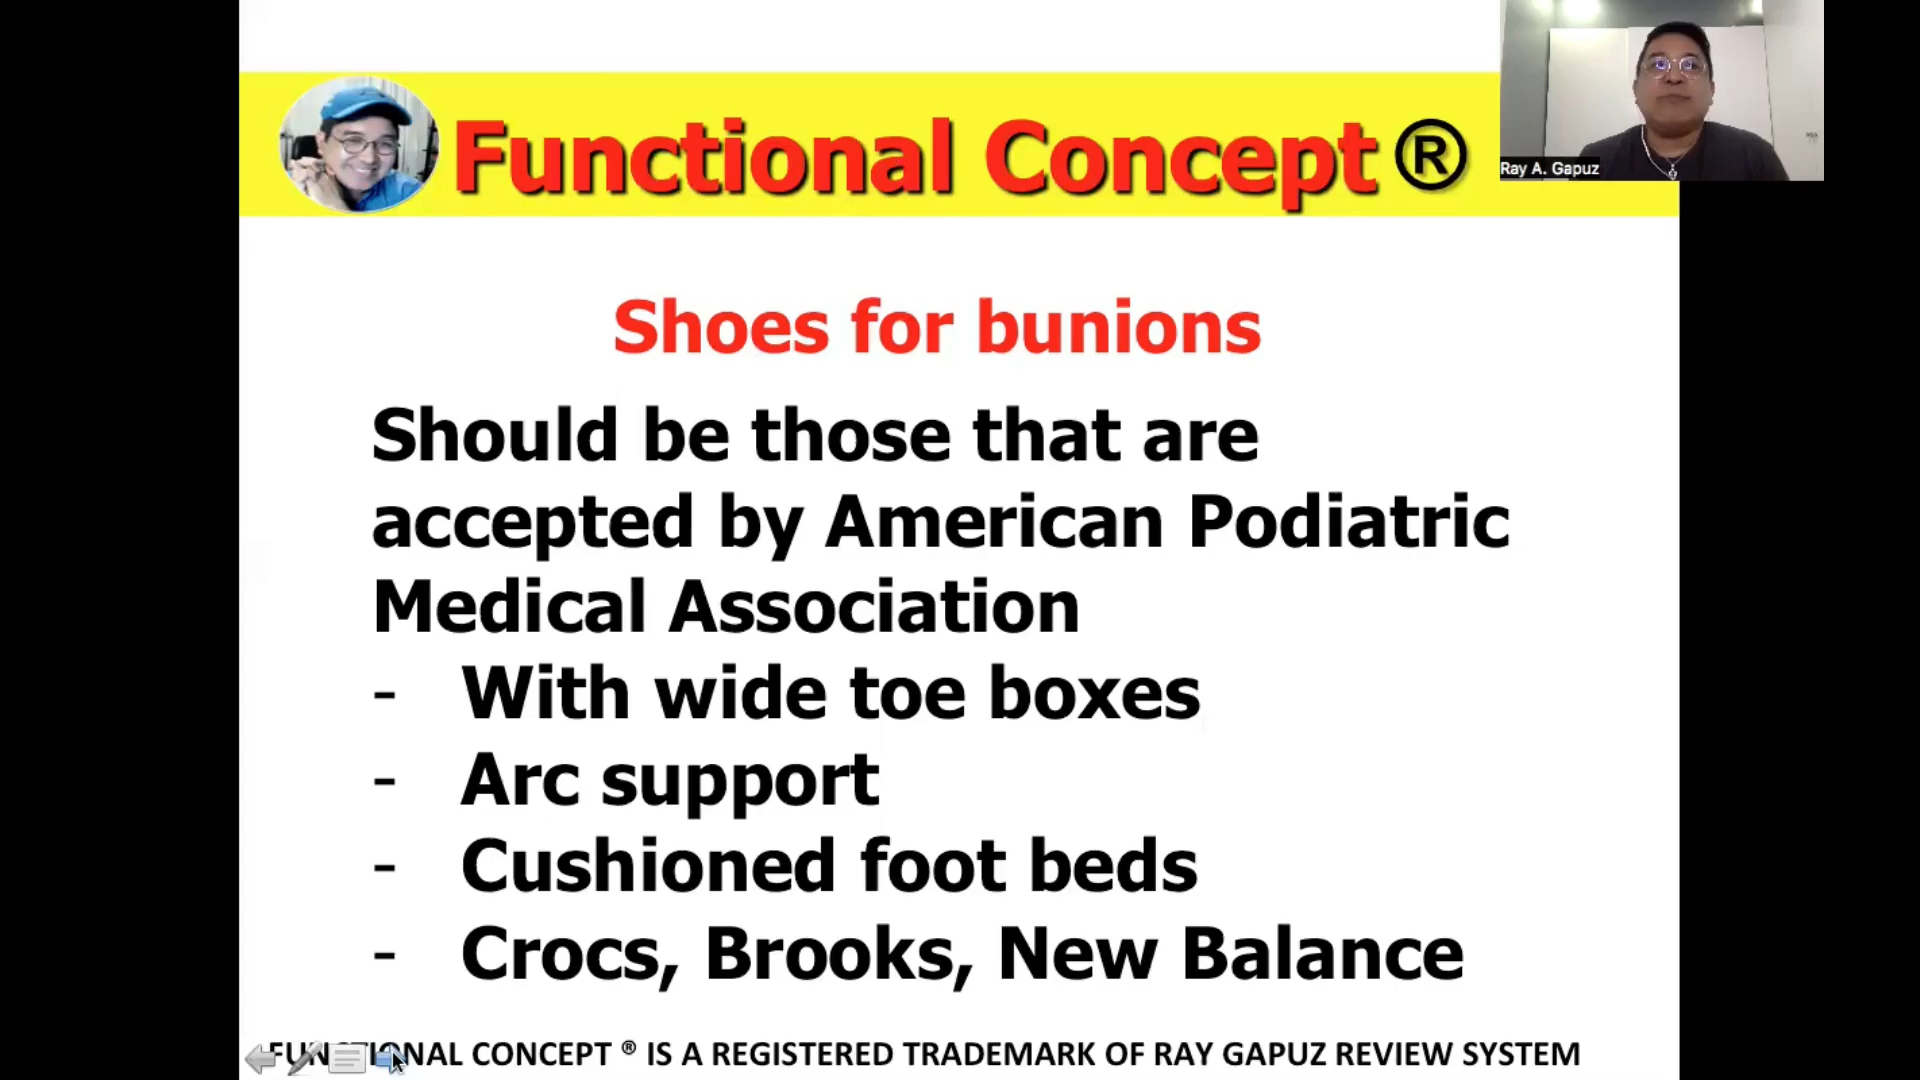 Functional Concept ®
Ray A. Gapuz
Shoes for bunions
Should be those that are
accepted by American Podiatric
Medical Association
- With wide toe boxes
- Arc support
- Cushioned foot beds
- Crocs, Brooks, New Balance
FUNCTIONAL CONCEPT ® IS A REGISTERED TRADEMARK OF RAY GAPUZ REVIEW SYSTEM